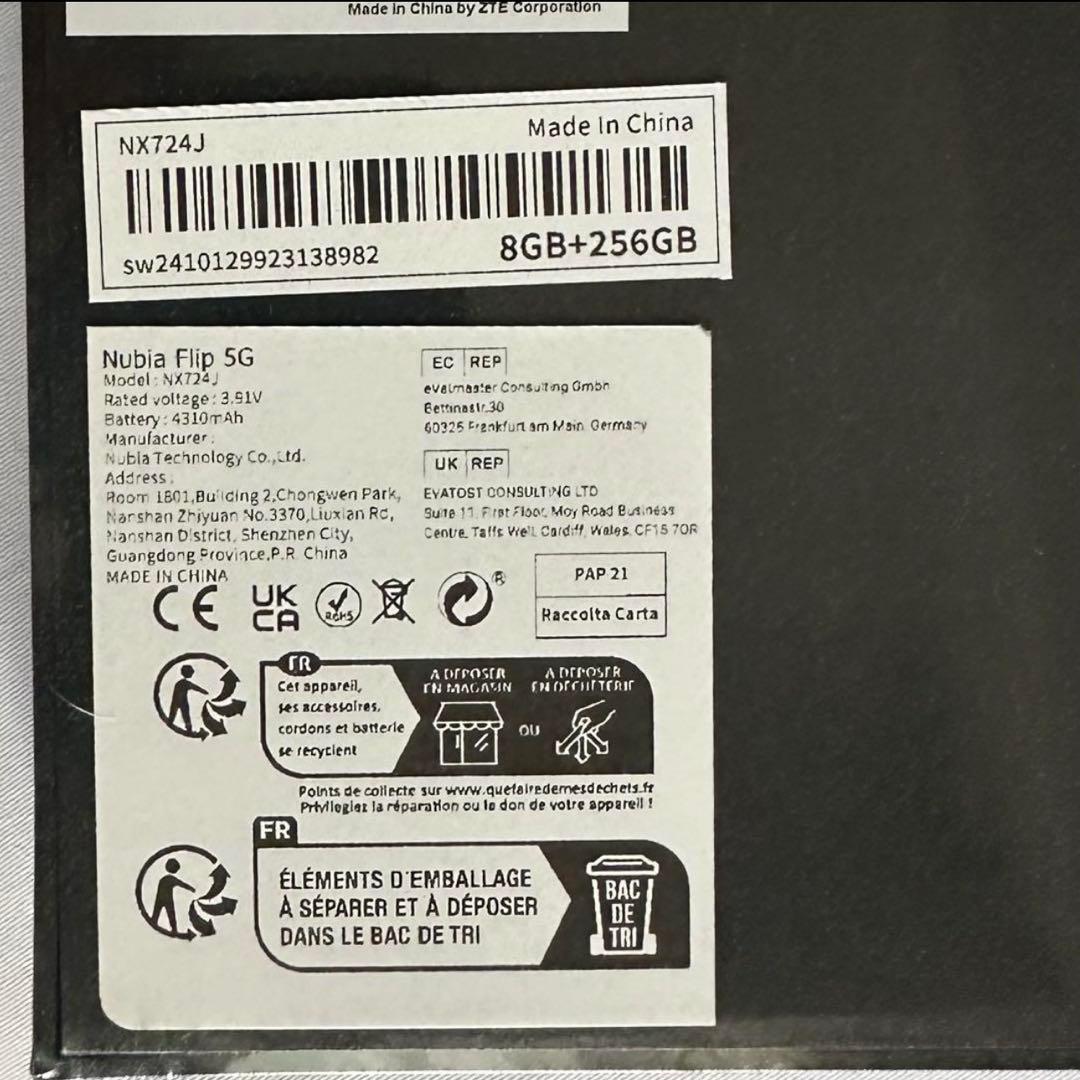 Made in China by ZTE Corporation
NX724J
Made In China
sw2410129923138982
8GB+256GB
Nubia Flip 5G
Model : NX724J
Rated voltage : 3.91V
Battery : 4310mAh
Manufacturer :
Nubia Technology Co.,Ltd.
Address :
Room 1801,Building 2,Chongwen Park,
Nanshan Zhiyuan No.3370,Liuxian Rd,
Nanshan District, Shenzhen City,
Guangdong Province,P.R. China
MADE IN CHINA
EC REP
eVatmaster Consulting Gmbh
Bettinastr.30
60325 Frankfurt am Main Germany
UK REP
EVATOST CONSULTING LTD
Suite 11, First Floor, Moy Road Business
Centre, Taffs Well, Cardiff, Wales, CF15 7QR
CE
UK
CA
RoHS
®
PAP 21
Raccolta Carta
FR
Cet appareil,
ses accessoires,
cordons et batterie
se recyclent
A DÉPOSER
EN MAGASIN
OU
A DÉPOSER
EN DÉCHÈTERIE
Points de collecte sur www.quefairedemesdechets.fr
Privilégiez la réparation ou le don de votre appareil !
FR
ÉLÉMENTS D'EMBALLAGE
À SÉPARER ET À DÉPOSER
DANS LE BAC DE TRI
BAC
DE
TRI